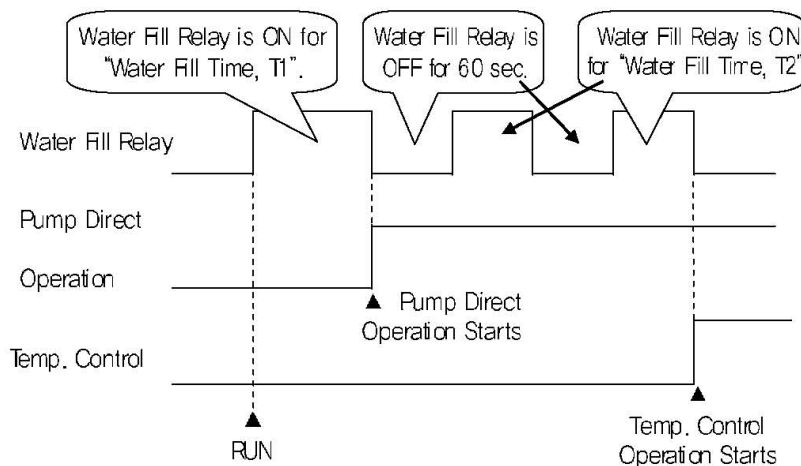 Water Fill Relay is ON for
“Water Fill Time, T1”.
Water Fill Relay is
OFF for 60 sec.
Water Fill Relay is ON
for “Water Fill Time, T2”
Water Fill Relay
Pump Direct
Operation
Pump Direct
Operation Starts
Temp. Control
RUN
Temp. Control
Operation Starts